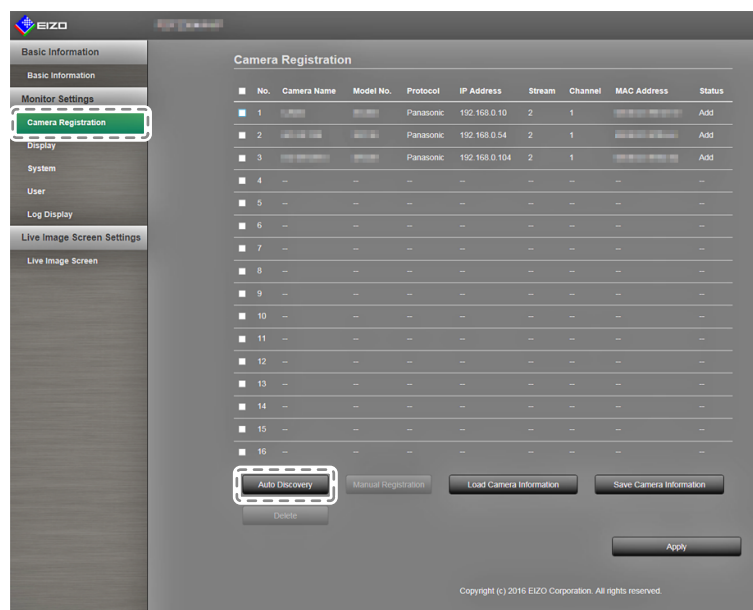 EIZO
Basic Information
Basic Information
Monitor Settings
Camera Registration
Display
System
User
Log Display
Live Image Screen Settings
Live Image Screen
Camera Registration
No. Camera Name Model No. Protocol IP Address Stream Channel MAC Address Status
1 Panasonic 192.168.0.10 2 1 Add
2 Panasonic 192.168.0.54 2 1 Add
3 Panasonic 192.168.0.104 2 1 Add
4 -- -- -- -- -- -- -- --
5 -- -- -- -- -- -- -- --
6 -- -- -- -- -- -- -- --
7 -- -- -- -- -- -- -- --
8 -- -- -- -- -- -- -- --
9 -- -- -- -- -- -- -- --
10 -- -- -- -- -- -- -- --
11 -- -- -- -- -- -- -- --
12 -- -- -- -- -- -- -- --
13 -- -- -- -- -- -- -- --
14 -- -- -- -- -- -- -- --
15 -- -- -- -- -- -- -- --
16 -- -- -- -- -- -- -- --
Auto Discovery Manual Registration Load Camera Information Save Camera Information
Delete
Apply
Copyright (c) 2016 EIZO Corporation. All rights reserved.